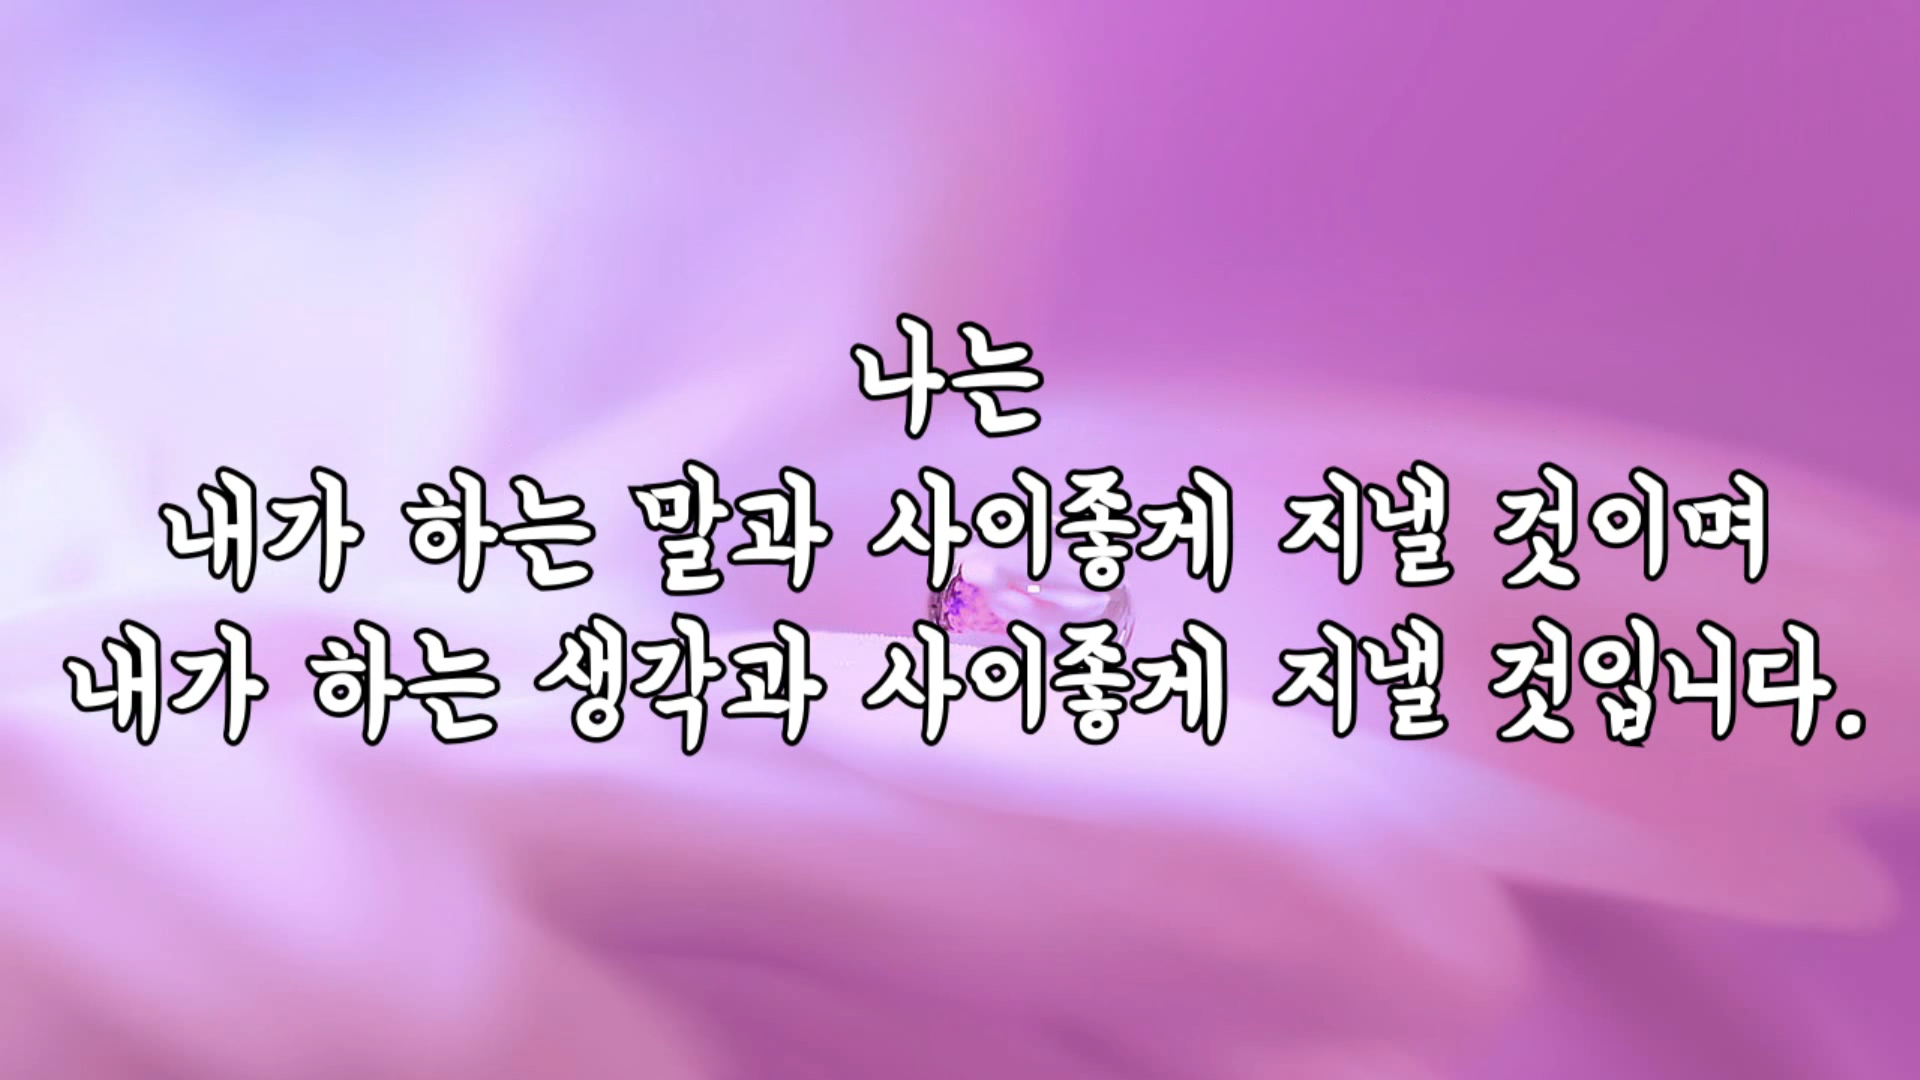 나는
내가 하는 말과 사이좋게 지낼 것이며
내가 하는 생각과 사이좋게 지낼 것입니다.